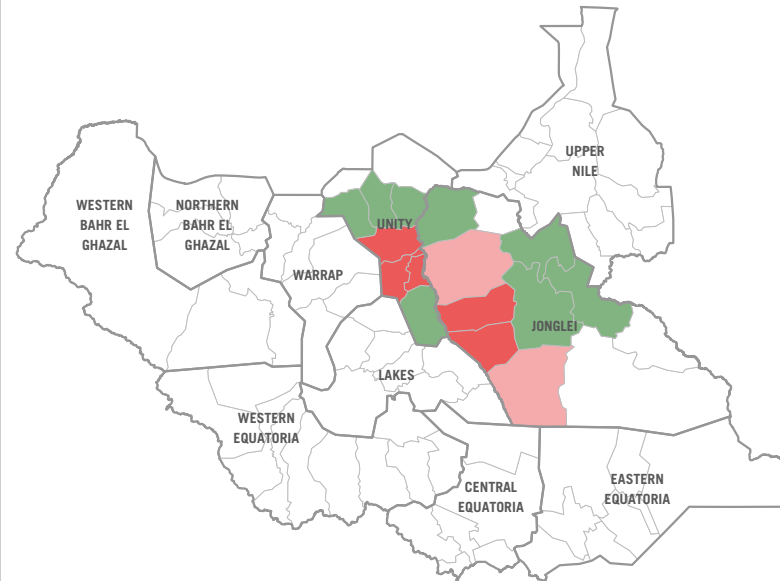 UPPER
NILE
WESTERN
BAHR EL
GHAZAL
NORTHERN
BAHR EL
GHAZAL
UNITY
WARRAP
JONGLEI
LAKES
WESTERN
EQUATORIA
CENTRAL
EQUATORIA
EASTERN
EQUATORIA